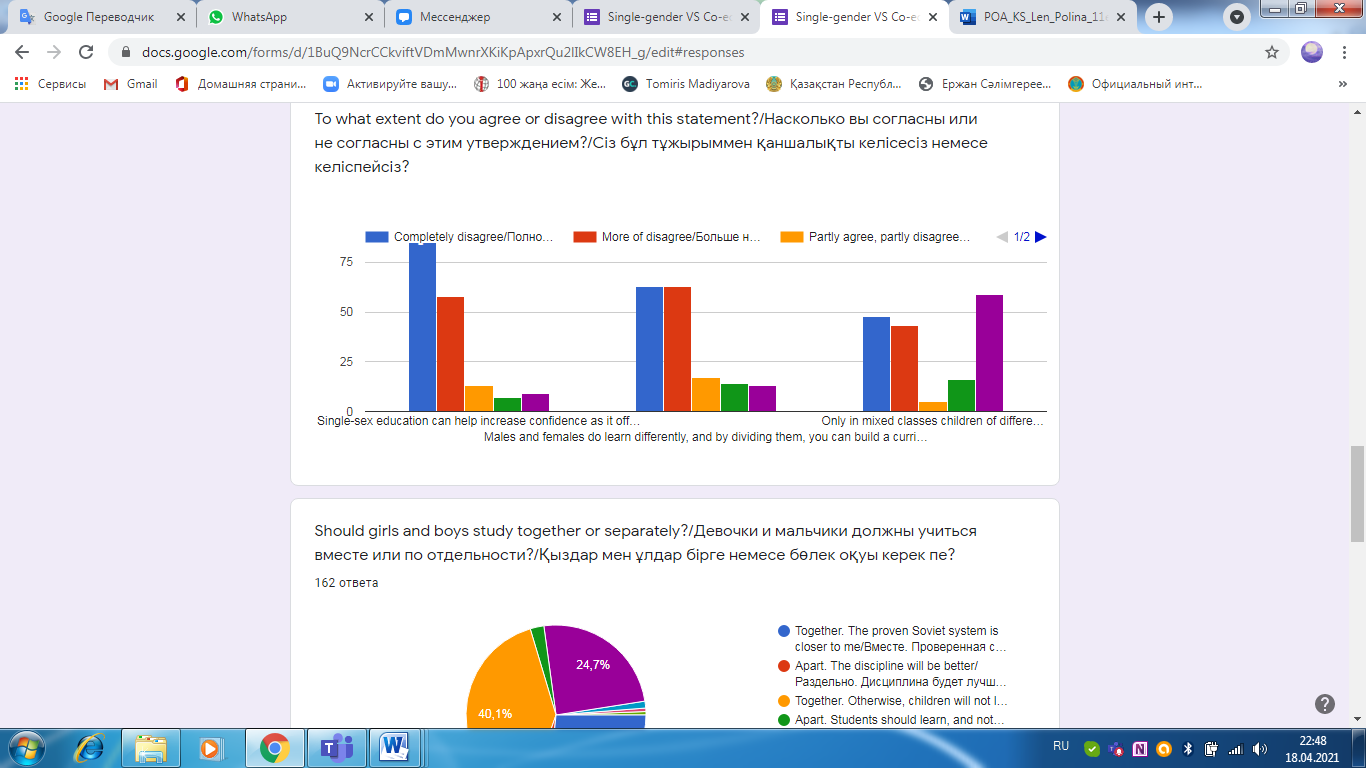 Google Переводчик
WhatsApp
Мессенджер
Single-gender VS Co-e
Single-gender VS Co-e
POA_KS_Len_Polina_11
docs.google.com/forms/d/1BuQ9NcrCCkviftVDmMwnrXKiKpApxrQu2lIkCW8EH_g/edit#responses
Сервисы
Gmail
Домашняя страни...
Активируйте вашу...
100 жаңа есім: Же...
Tomiris Madiyarova
Қазақстан Республ...
Ержан Сәлімгерее...
Официальный инт...
»
To what extent do you agree or disagree with this statement?/Насколько вы согласны или
не согласны с этим утверждением?/Сіз бұл тұжырыммен қаншалықты келісесіз немесе
келіспейсіз?
Completely disagree/Полно...
More of disagree/Больше н...
Partly agree, partly disagree...
1/2
75
50
25
0
Single-sex education can help increase confidence as it off...
Only in mixed classes children of differe...
Males and females do learn differently, and by dividing them, you can build a curri...
Should girls and boys study together or separately?/Девочки и мальчики должны учиться
вместе или по отдельности?/Қыздар мен ұлдар бірге немесе бөлек оқуы керек пе?
162 ответа
24,7%
40,1%
Together. The proven Soviet system is
closer to me/Вместе. Проверенная с...
Apart. The discipline will be better/
Раздельно. Дисциплина будет лучш...
Together. Otherwise, children will not l...
Apart. Students should learn, and not...
RU
22:48
18.04.2021